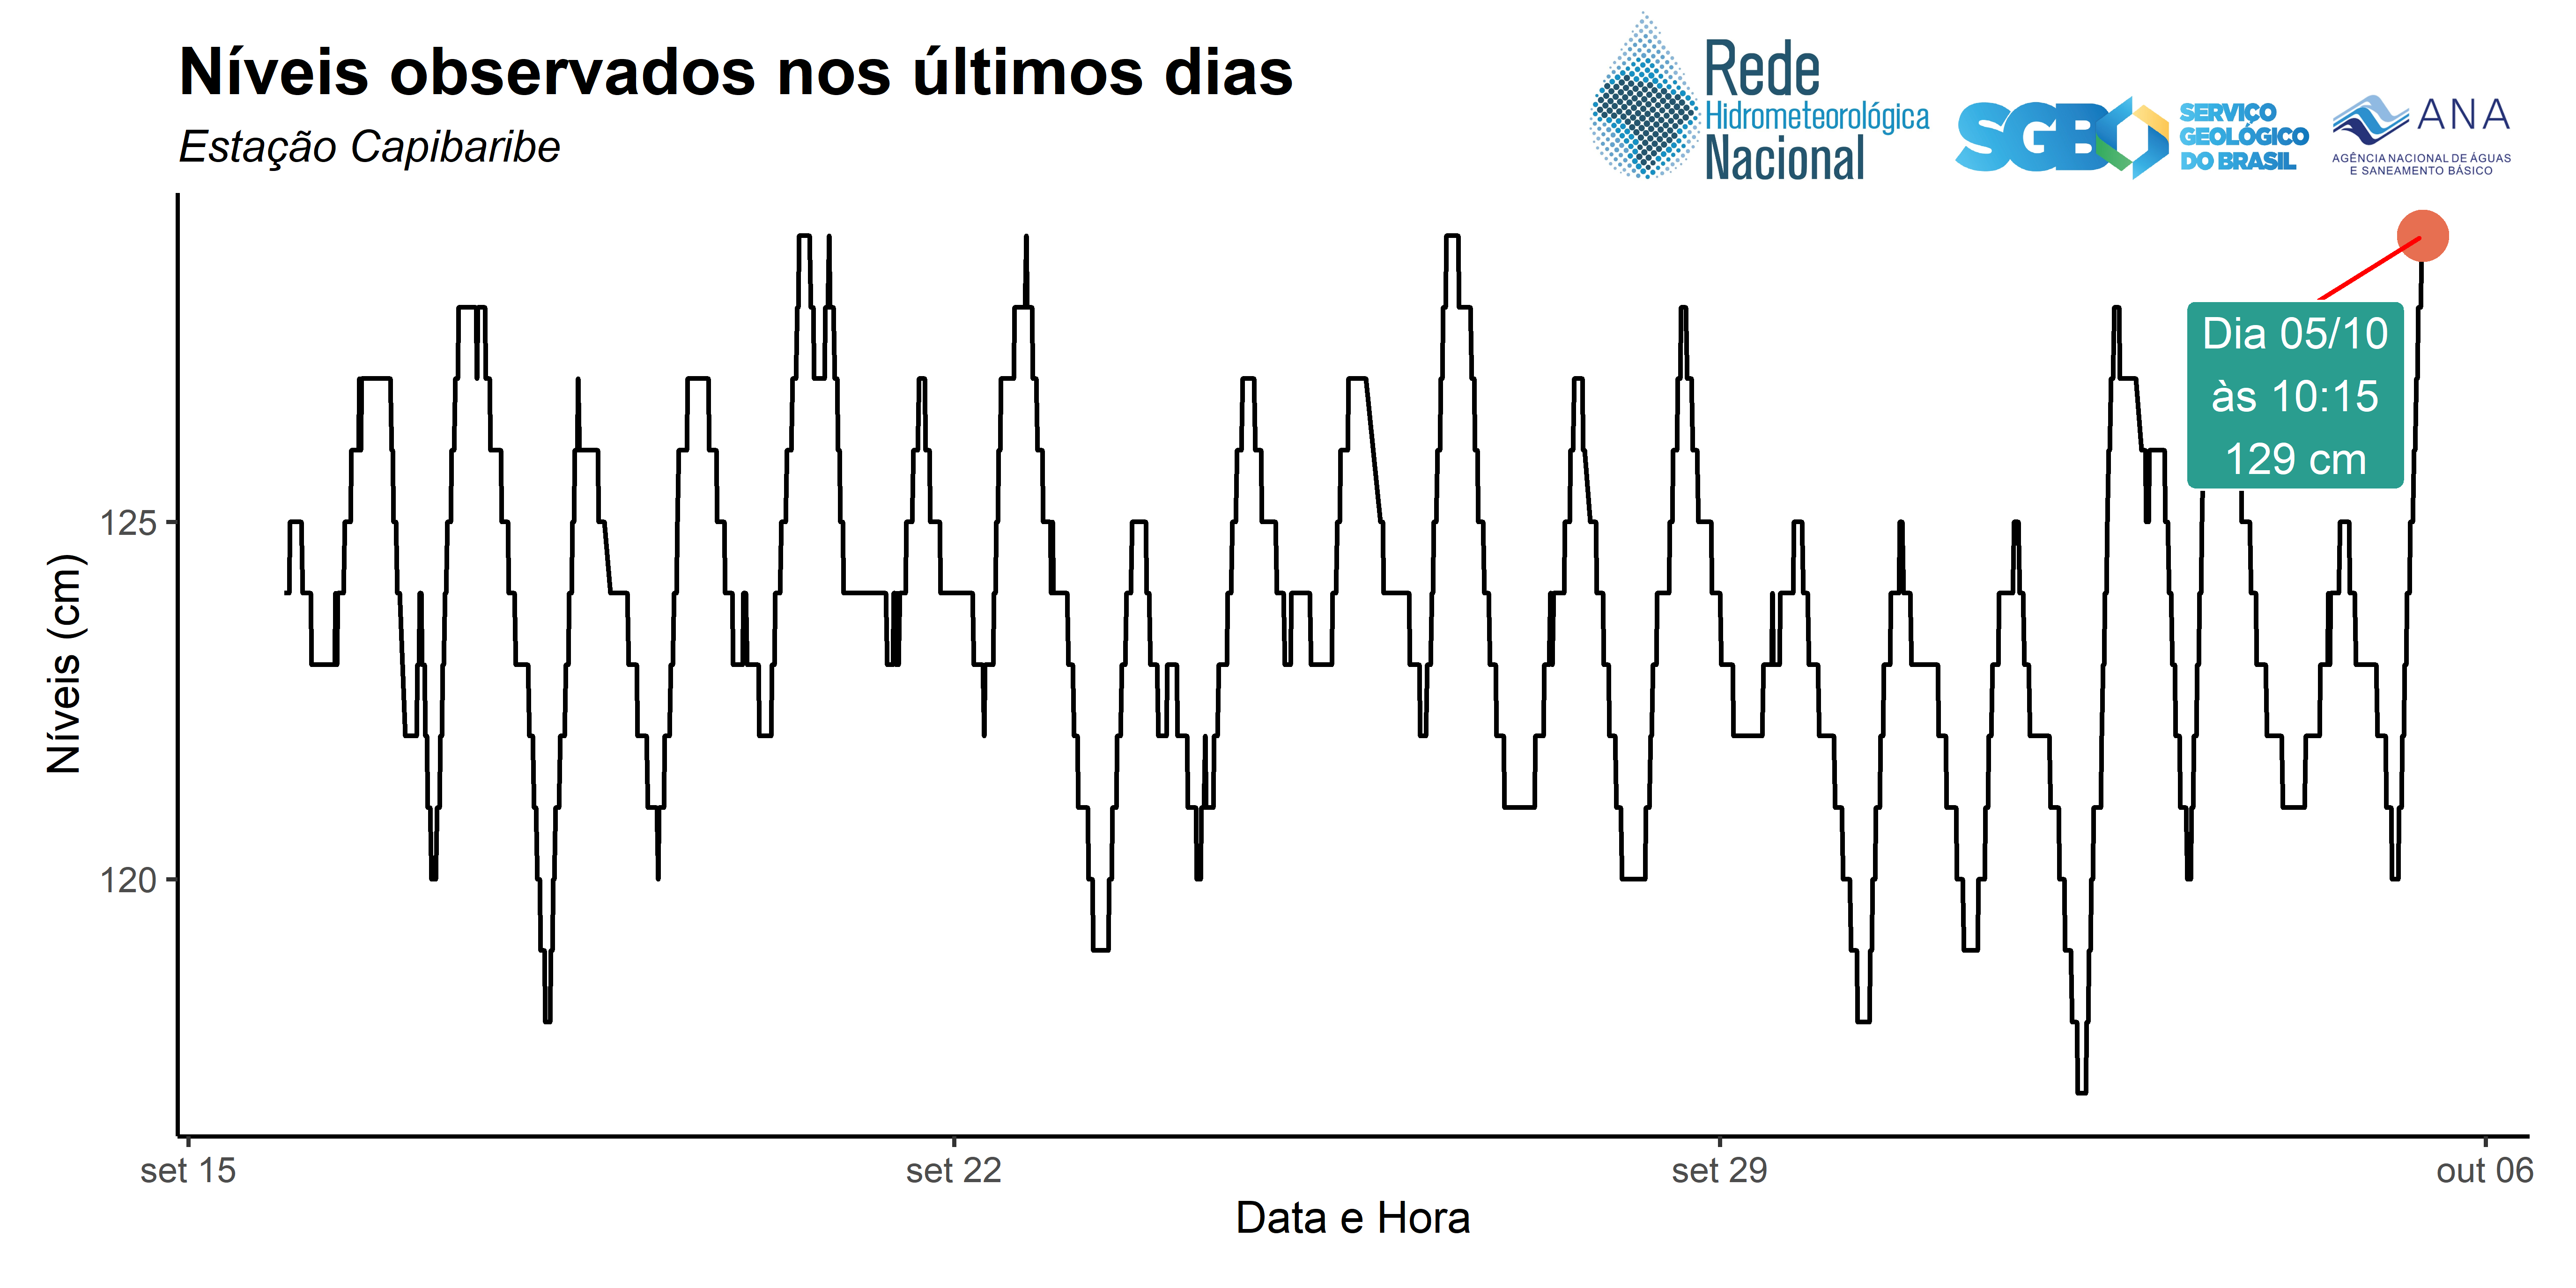 Níveis observados nos últimos dias
Estação Capibaribe
Rede
Hidrometeorológica
Nacional
SGB
SERVIÇO
GEOLÓGICO
DO BRASIL
ANA
AGÊNCIA NACIONAL DE ÁGUAS
E SANEAMENTO BÁSICO
Dia 05/10
às 10:15
129 cm
125
120
Níveis (cm)
set 15
set 22
set 29
out 06
Data e Hora